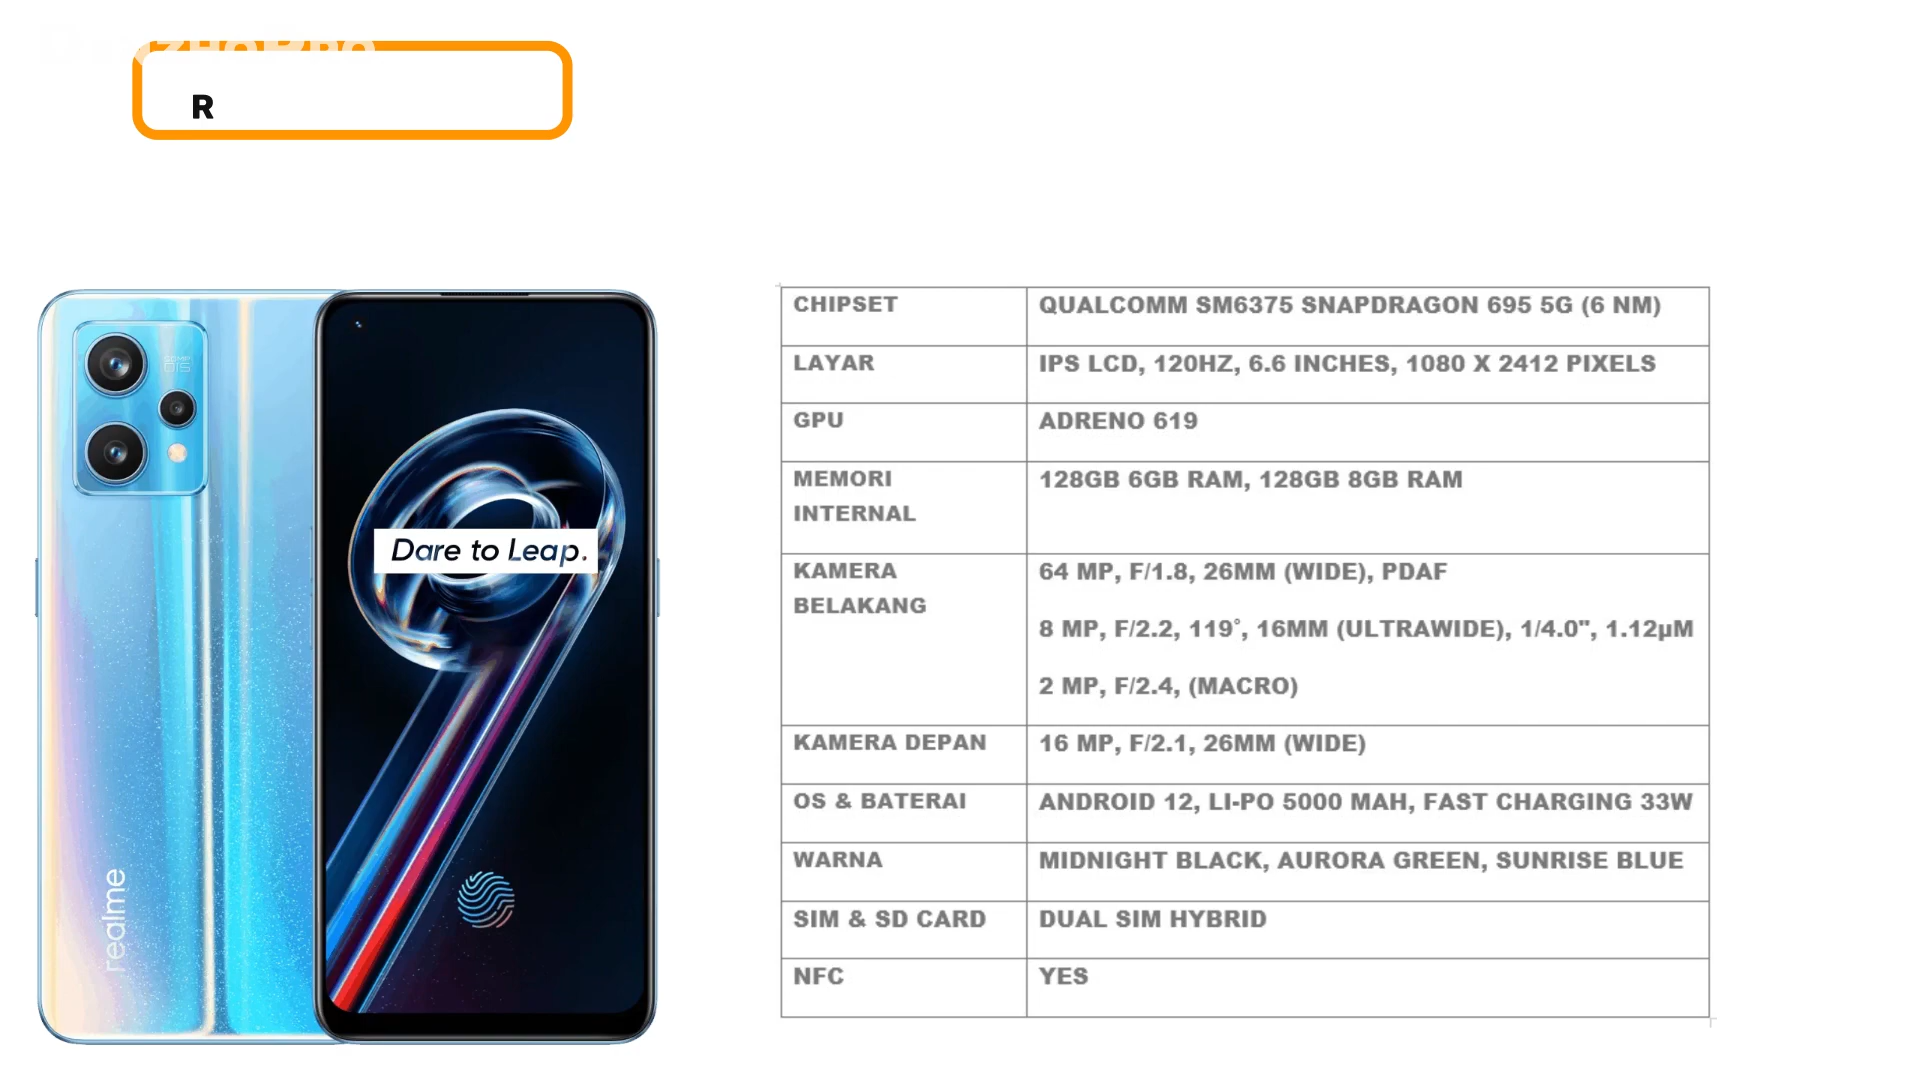 R
Dare to Leap.
realme
CHIPSET
QUALCOMM SM6375 SNAPDRAGON 695 5G (6 NM)
LAYAR
IPS LCD, 120HZ, 6.6 INCHES, 1080 X 2412 PIXELS
GPU
ADRENO 619
MEMORI
INTERNAL
128GB 6GB RAM, 128GB 8GB RAM
KAMERA
BELAKANG
64 MP, F/1.8, 26MM (WIDE), PDAF
8 MP, F/2.2, 119˚, 16MM (ULTRAWIDE), 1/4.0", 1.12µM
2 MP, F/2.4, (MACRO)
KAMERA DEPAN
16 MP, F/2.1, 26MM (WIDE)
OS & BATERAI
ANDROID 12, LI-PO 5000 MAH, FAST CHARGING 33W
WARNA
MIDNIGHT BLACK, AURORA GREEN, SUNRISE BLUE
SIM & SD CARD
DUAL SIM HYBRID
NFC
YES